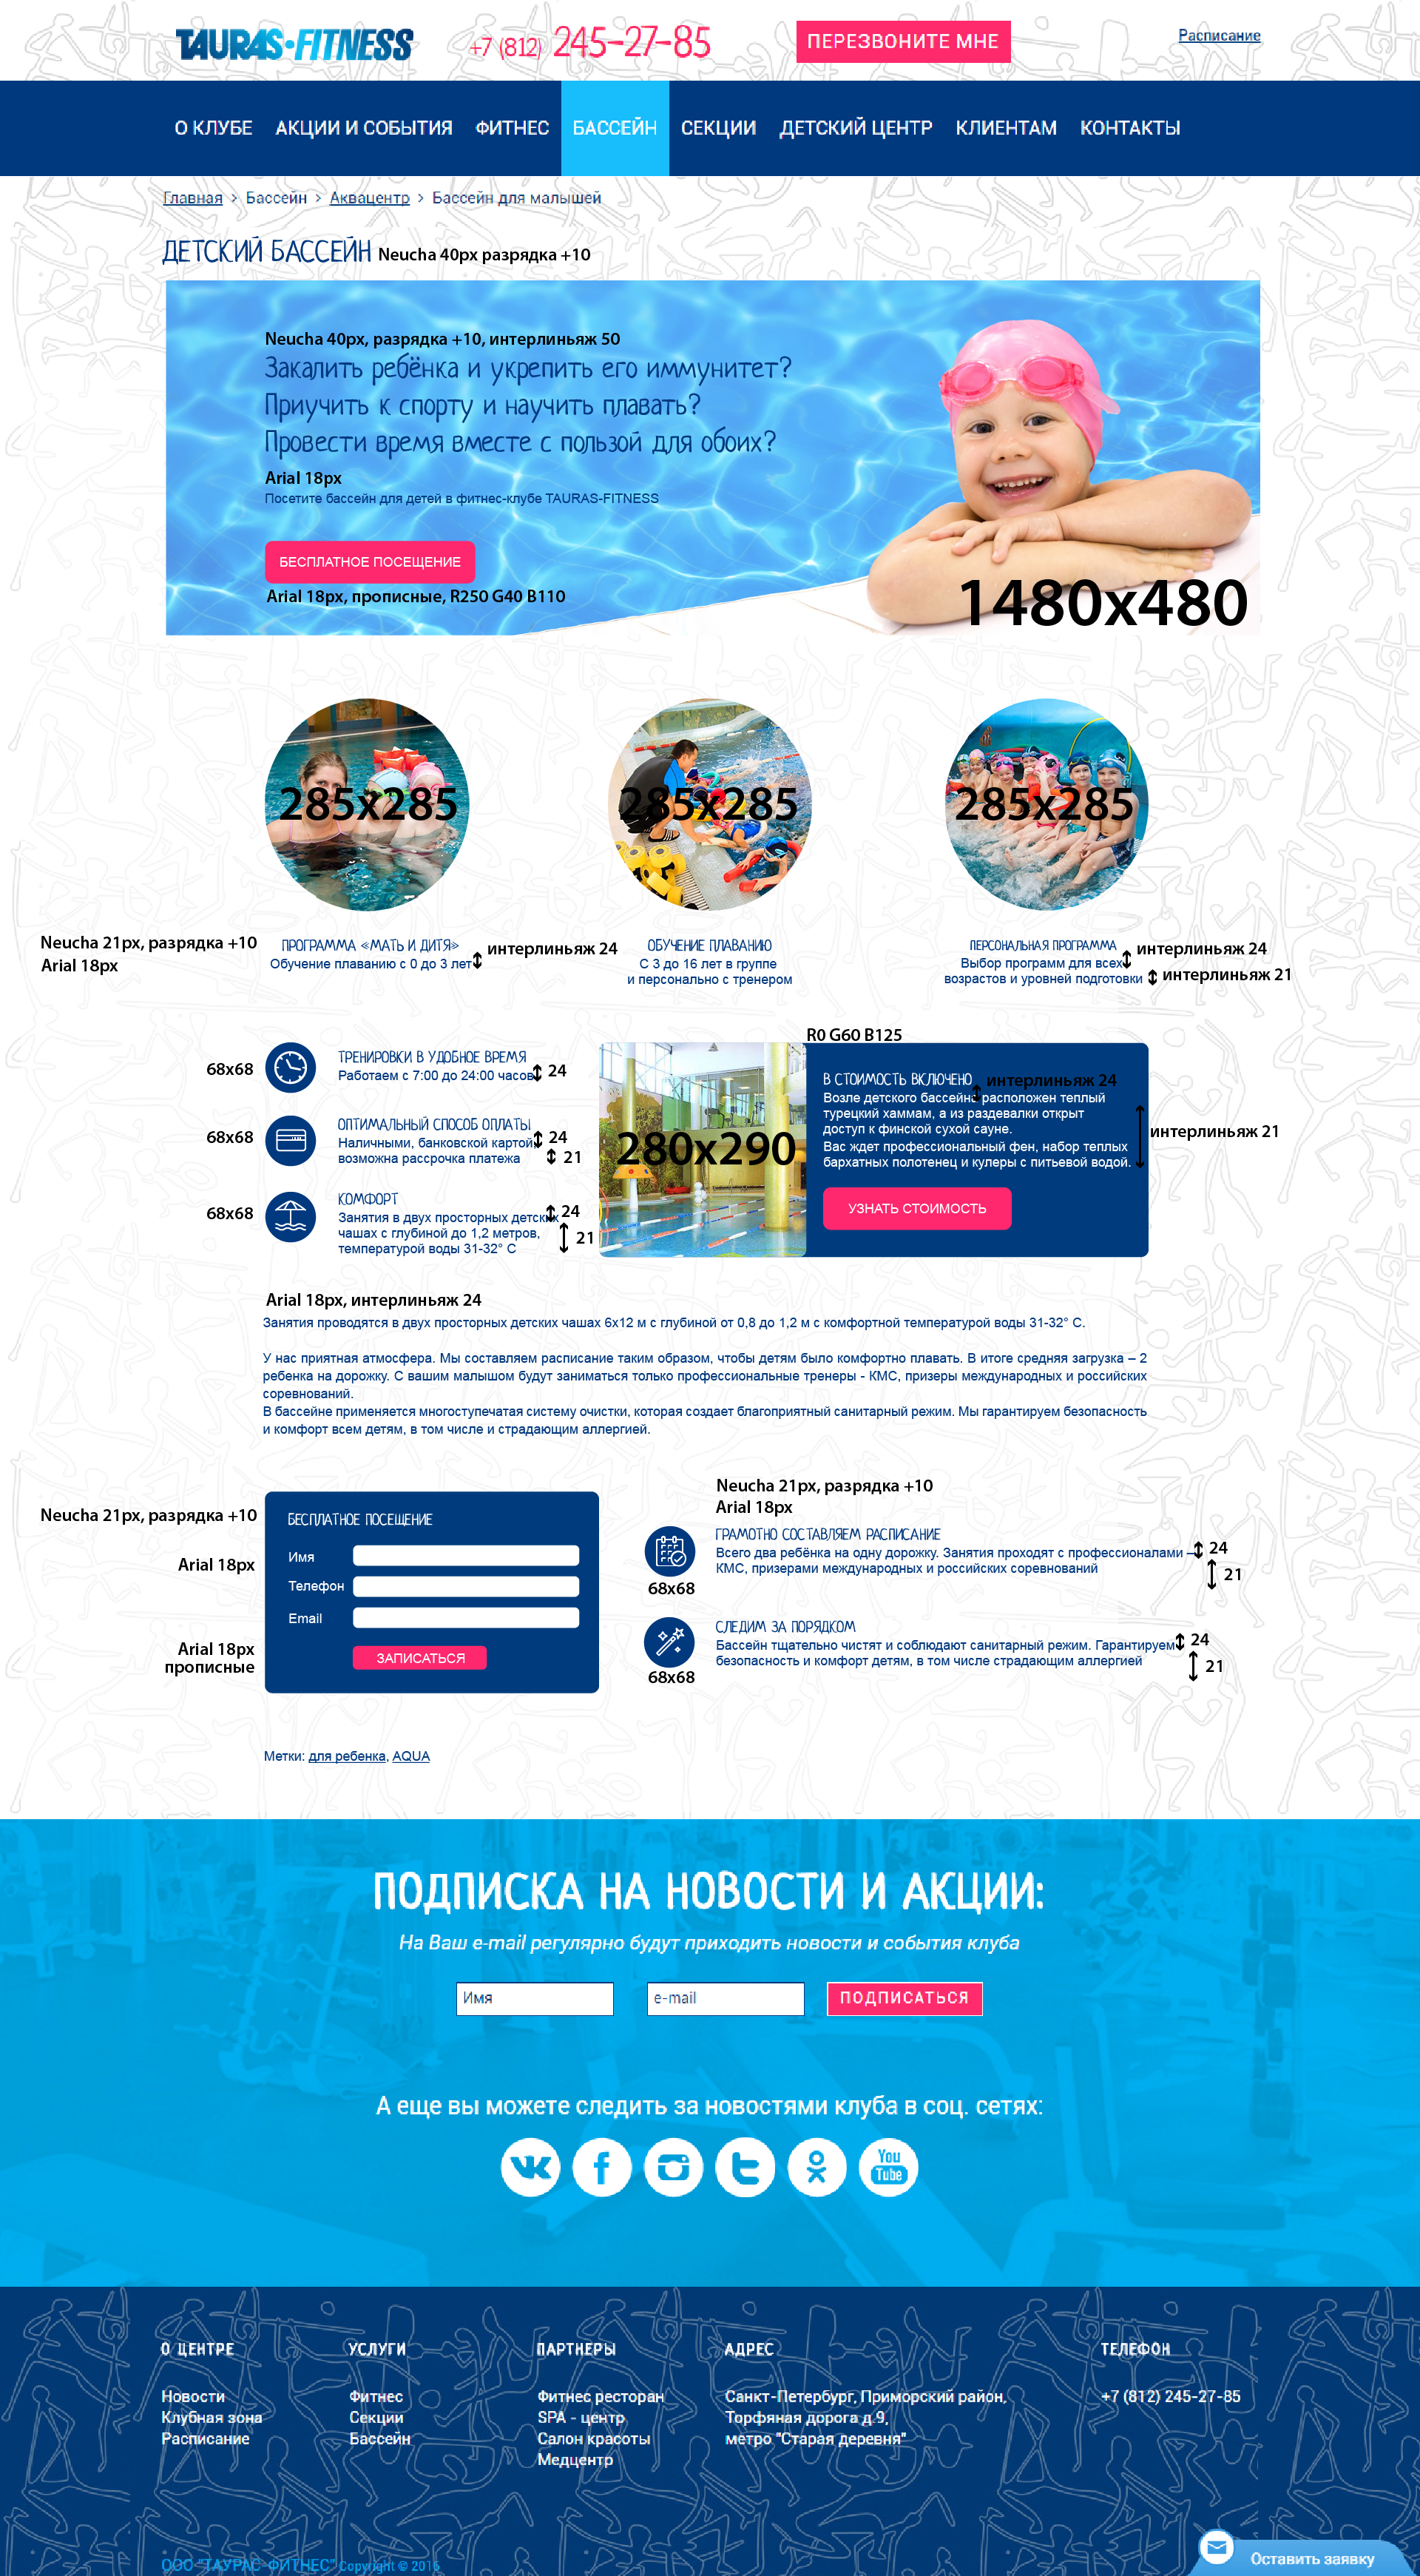 TAURAS-FITNESS
+7 (812) 245-27-85
ПЕРЕЗВОНИТЕ МНЕ
Расписание
О КЛУБЕ АКЦИИ И СОБЫТИЯ ФИТНЕС БАССЕЙН СЕКЦИИ ДЕТСКИЙ ЦЕНТР КЛИЕНТАМ КОНТАКТЫ
Главная > Бассейн > Аквацентр > Бассейн для малышей
ДЕТСКИЙ БАССЕЙН Neucha 40px разрядка +10
Neucha 40px, разрядка +10, интерлиньяж 50
Закалить ребёнка и укрепить его иммунитет?
Приучить к спорту и научить плавать?
Провести время вместе с пользой для обоих?
Arial 18px
Посетите бассейн для детей в фитнес-клубе TAURAS-FITNESS
БЕСПЛАТНОЕ ПОСЕЩЕНИЕ
Arial 18px, прописные, R250 G40 B110
1480x480
285x285
285x285
285x285
Neucha 21px, разрядка +10
Arial 18px
ПРОГРАММА «МАТЬ И ДИТЯ»
Обучение плаванию с 0 до 3 лет
интерлиньяж 24
ОБУЧЕНИЕ ПЛАВАНИЮ
С 3 до 16 лет в группе
и персонально с тренером
ПЕРСОНАЛЬНАЯ ПРОГРАММА
Выбор программ для всех
возрастов и уровней подготовки
интерлиньяж 24
интерлиньяж 21
68x68
ТРЕНИРОВКИ В УДОБНОЕ ВРЕМЯ
Работаем с 7:00 до 24:00 часов
24
68x68
ОПТИМАЛЬНЫЙ СПОСОБ ОПЛАТЫ
Наличными, банковской картой,
возможна рассрочка платежа
24
21
68x68
КОМФОРТ
Занятия в двух просторных детских
чашах с глубиной до 1,2 метров,
температурой воды 31-32° С
24
21
280x290
R0 G60 B125
В СТОИМОСТЬ ВКЛЮЧЕНО
интерлиньяж 24
Возле детского бассейна расположен теплый
турецкий хаммам, а из раздевалки открыт
доступ к финской сухой сауне.
Вас ждет профессиональный фен, набор теплых
бархатных полотенец и кулеры с питьевой водой.
интерлиньяж 21
УЗНАТЬ СТОИМОСТЬ
Arial 18px, интерлиньяж 24
Занятия проводятся в двух просторных детских чашах 6х12 м с глубиной от 0,8 до 1,2 м с комфортной температурой воды 31-32° С.
У нас приятная атмосфера. Мы составляем расписание таким образом, чтобы детям было комфортно плавать. В итоге средняя загрузка – 2
ребенка на дорожку. С вашим малышом будут заниматься только профессиональные тренеры - КМС, призеры международных и российских
соревнований.
В бассейне применяется многоступечатая систему очистки, которая создает благоприятный санитарный режим. Мы гарантируем безопасность
и комфорт всем детям, в том числе и страдающим аллергией.
Neucha 21px, разрядка +10
Arial 18px
Arial 18px
прописные
БЕСПЛАТНОЕ ПОСЕЩЕНИЕ
Имя
Телефон
Email
ЗАПИСАТЬСЯ
Neucha 21px, разрядка +10
Arial 18px
68x68
ГРАМОТНО СОСТАВЛЯЕМ РАСПИСАНИЕ
Всего два ребёнка на одну дорожку. Занятия проходят с профессионалами –
КМС, призерами международных и российских соревнований
24
21
68x68
СЛЕДИМ ЗА ПОРЯДКОМ
Бассейн тщательно чистят и соблюдают санитарный режим. Гарантируем
безопасность и комфорт детям, в том числе страдающим аллергией
24
21
Метки: для ребенка, AQUA
ПОДПИСКА НА НОВОСТИ И АКЦИИ:
На Ваш e-mail регулярно будут приходить новости и события клуба
Имя
e-mail
ПОДПИСАТЬСЯ
А еще вы можете следить за новостями клуба в соц. сетях:
You Tube
О ЦЕНТРЕ
Новости
Клубная зона
Расписание
УСЛУГИ
Фитнес
Секции
Бассейн
ПАРТНЕРЫ
Фитнес ресторан
SPA - центр
Салон красоты
Медцентр
АДРЕС
Санкт-Петербург, Приморский район,
Торфяная дорога д.9,
метро "Старая деревня"
ТЕЛЕФОН
+7 (812) 245-27-85
ООО "ТАУРАС-ФИТНЕС" Copyright © 2016
Оставить заявку